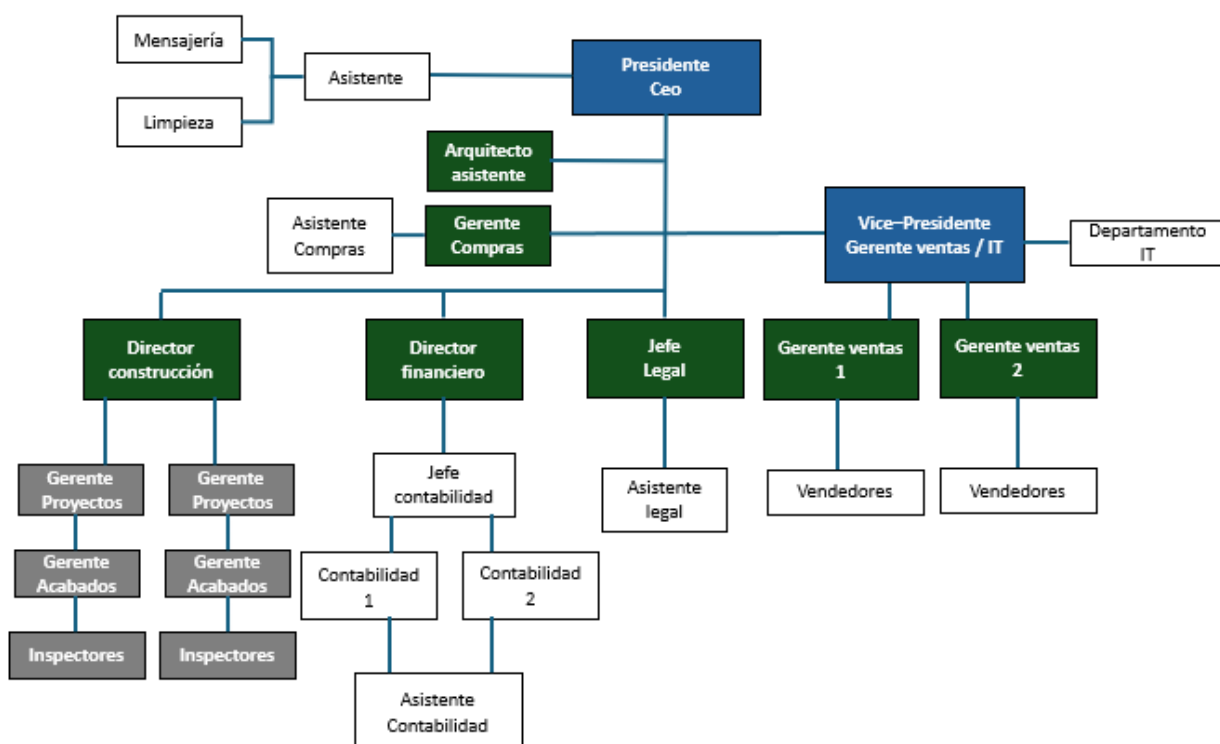 Mensajería
Presidente
Ceo
Asistente
Limpieza
Arquitecto
asistente
Asistente
Compras
Gerente
Compras
Vice–Presidente
Gerente ventas / IT
Departamento
IT
Director
construcción
Director
financiero
Jefe
Legal
Gerente ventas
1
Gerente ventas
2
Gerente
Proyectos
Gerente
Proyectos
Jefe
contabilidad
Asistente
legal
Vendedores
Vendedores
Gerente
Acabados
Gerente
Acabados
Contabilidad
1
Contabilidad
2
Inspectores
Inspectores
Asistente
Contabilidad